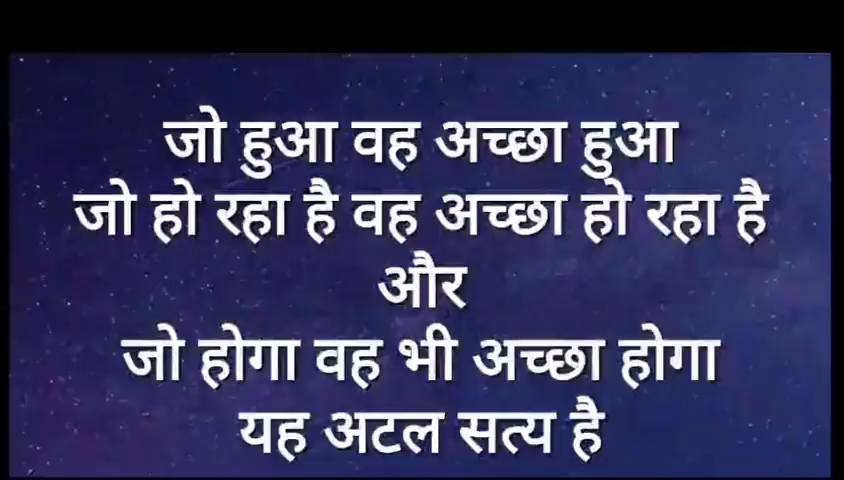 जो हुआ वह अच्छा हुआ
जो हो रहा है वह अच्छा हो रहा है
और
जो होगा वह भी अच्छा होगा
यह अटल सत्य है